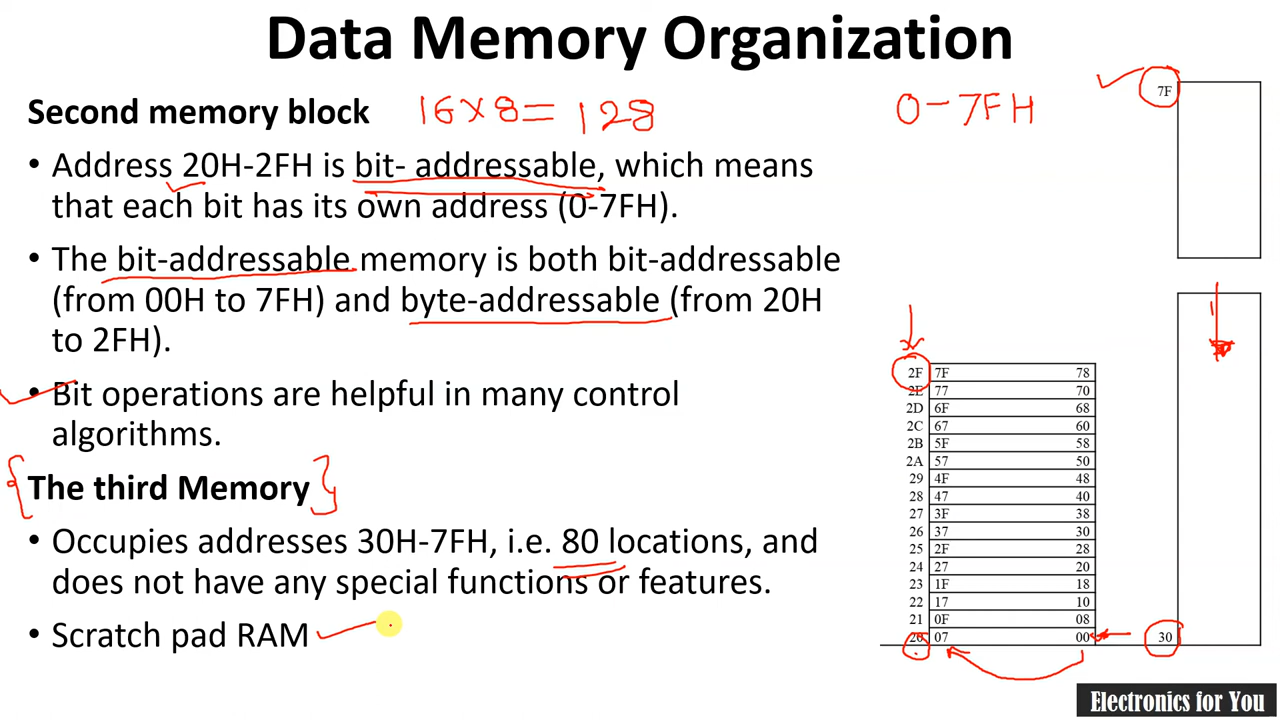 Data Memory Organization
Second memory block 16 × 8 = 128
0 - 7FH
• Address 20H-2FH is bit- addressable, which means
that each bit has its own address (0-7FH).
• The bit-addressable memory is both bit-addressable
(from 00H to 7FH) and byte-addressable (from 20H
to 2FH).
• Bit operations are helpful in many control
algorithms.
{The third Memory}
• Occupies addresses 30H-7FH, i.e. 80 locations, and
does not have any special functions or features.
• Scratch pad RAM
7F
2F 7F 78
2E 77 70
2D 6F 68
2C 67 60
2B 5F 58
2A 57 50
29 4F 48
28 47 40
27 3F 38
26 37 30
25 2F 28
24 27 20
23 1F 18
22 17 10
21 0F 08
20 07 00
30
Electronics for You